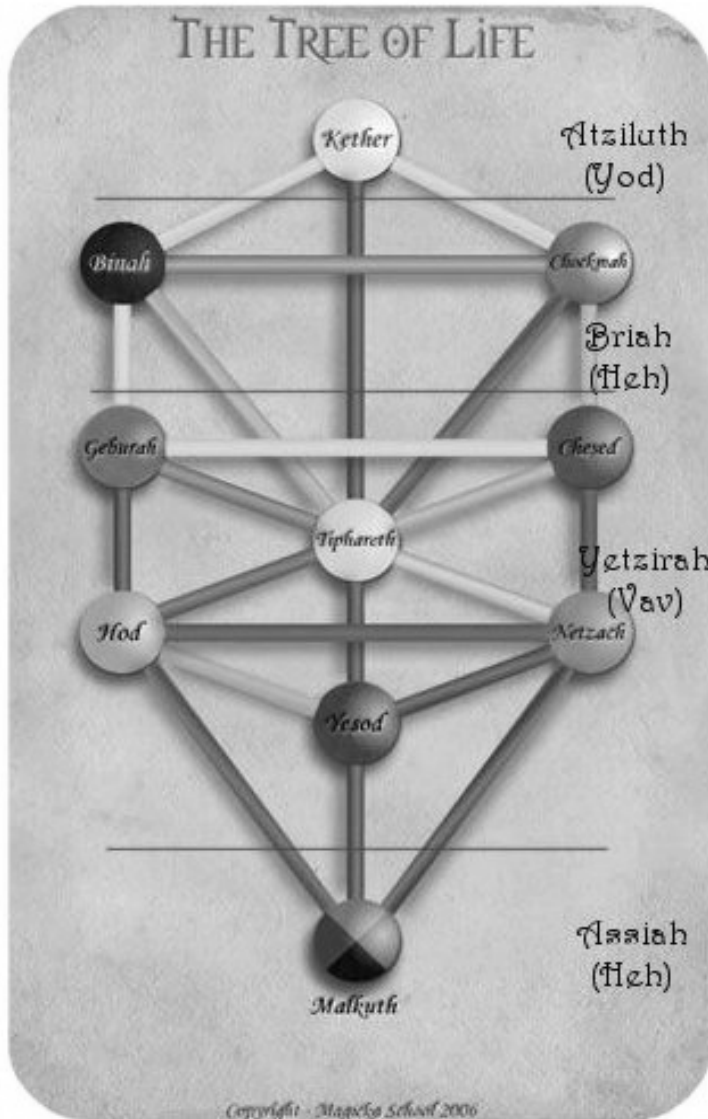 THE TREE OF LIFE
Kether
Atziluth
(Yod)
Binah
Chockmah
Briah
(Heh)
Geburah
Chesed
Tiphareth
Yetzirah
(Vav)
Hod
Netzach
Yesod
Assiah
(Heh)
Malkuth
Copyright - Magicka School 2006